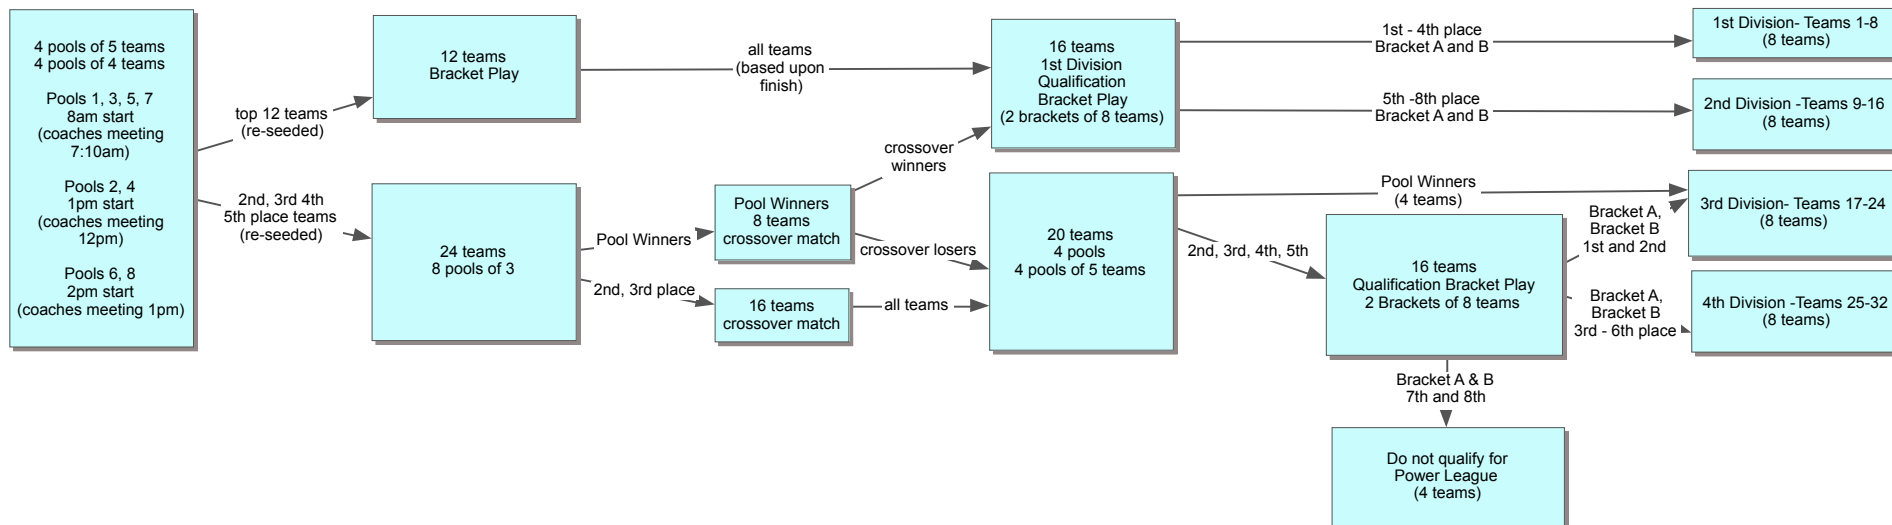 4 pools of 5 teams
4 pools of 4 teams
Pools 1, 3, 5, 7
8am start
(coaches meeting
7:10am)
Pools 2, 4
1pm start
(coaches meeting
12pm)
Pools 6, 8
2pm start
(coaches meeting 1pm)
top 12 teams
(re-seeded)
2nd, 3rd 4th
5th place teams
(re-seeded)
12 teams
Bracket Play
24 teams
8 pools of 3
all teams
(based upon
finish)
Pool Winners
2nd, 3rd place
Pool Winners
8 teams
crossover match
16 teams
crossover match
crossover
winners
crossover losers
all teams
16 teams
1st Division
Qualification
Bracket Play
(2 brackets of 8 teams)
20 teams
4 pools
4 pools of 5 teams
1st - 4th place
Bracket A and B
5th -8th place
Bracket A and B
Pool Winners
(4 teams)
2nd, 3rd, 4th, 5th
16 teams
Qualification Bracket Play
2 Brackets of 8 teams
Bracket A,
Bracket B
1st and 2nd
Bracket A,
Bracket B
3rd - 6th place
Bracket A & B
7th and 8th
Do not qualify for
Power League
(4 teams)
1st Division- Teams 1-8
(8 teams)
2nd Division -Teams 9-16
(8 teams)
3rd Division- Teams 17-24
(8 teams)
4th Division -Teams 25-32
(8 teams)